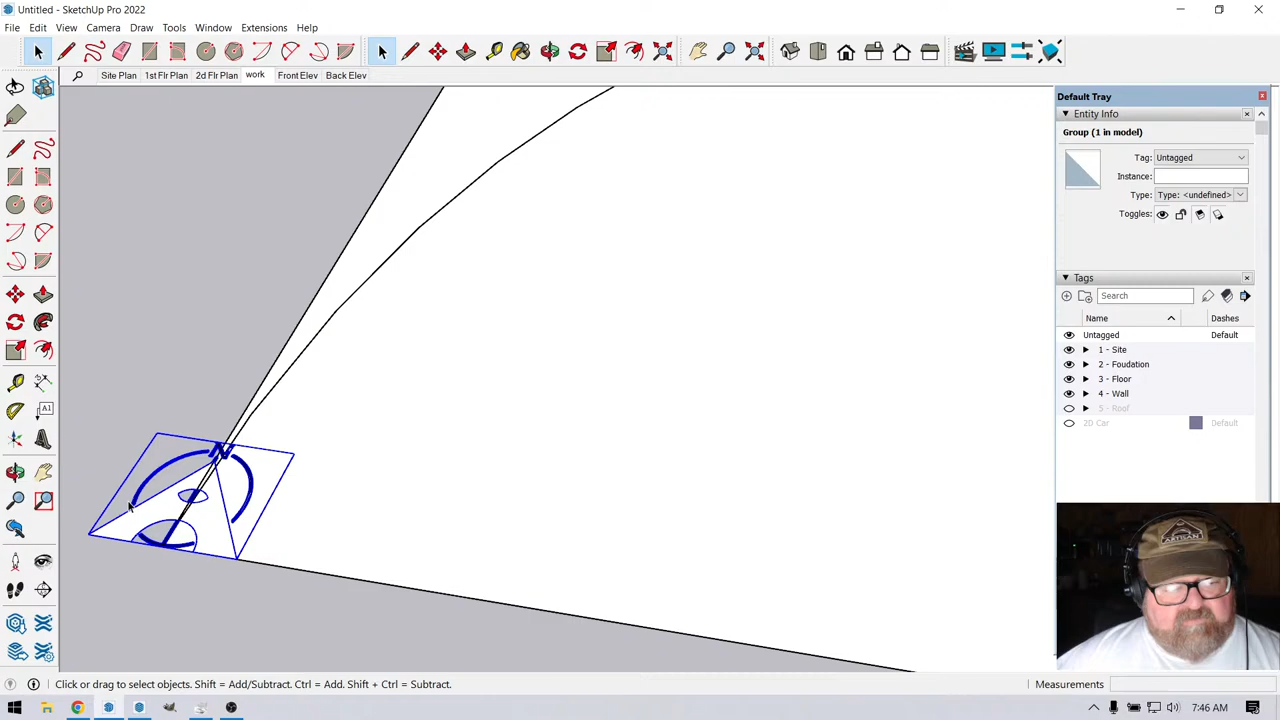 Untitled - SketchUp Pro 2022
File Edit View Camera Draw Tools Window Extensions Help
Site Plan 1st Flr Plan 2d Flr Plan work Front Elev Back Elev
Default Tray
Entity Info
Group (1 in model)
Tag: Untagged
Instance:
Type: Type: <undefined>
Toggles:
Tags
Search
Name Dashes
Untagged Default
1 - Site
2 - Foudation
3 - Floor
4 - Wall
5 - Roof
2D Car Default
A1
N
ARTISAN
Click or drag to select objects. Shift = Add/Subtract. Ctrl = Add. Shift + Ctrl = Subtract.
Measurements
7:46 AM